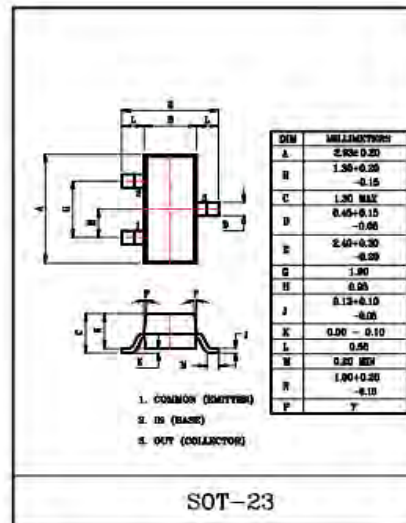 E
L B L
A
G
H
2
1
3
D
P P
C
N
J
K
M
DIM MILLIMETERS
A 2.93±0.20
B 1.30+0.20
-0.15
C 1.30 MAX
D 0.45+0.15
-0.05
E 2.40+0.30
-0.20
G 1.90
H 0.95
J 0.13+0.10
-0.05
K 0.00 ~ 0.10
L 0.55
M 0.20 MIN
N 1.00+0.20
-0.10
P 7°
1. COMMON (EMITTER)
2. IN (BASE)
3. OUT (COLLECTOR)
SOT-23